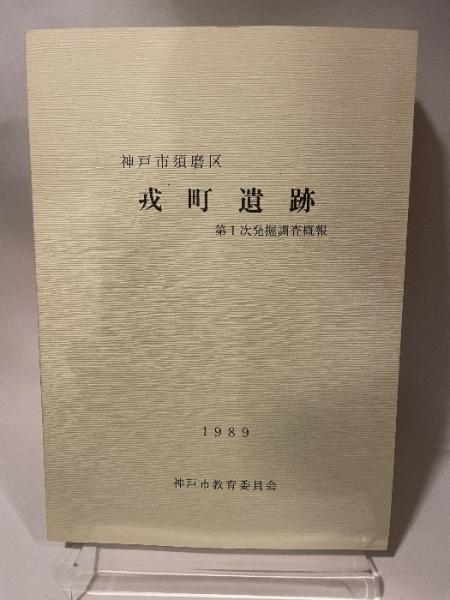 神戸市須磨区
戎町遺跡
第1次発掘調査概報
1989
神戸市教育委員会